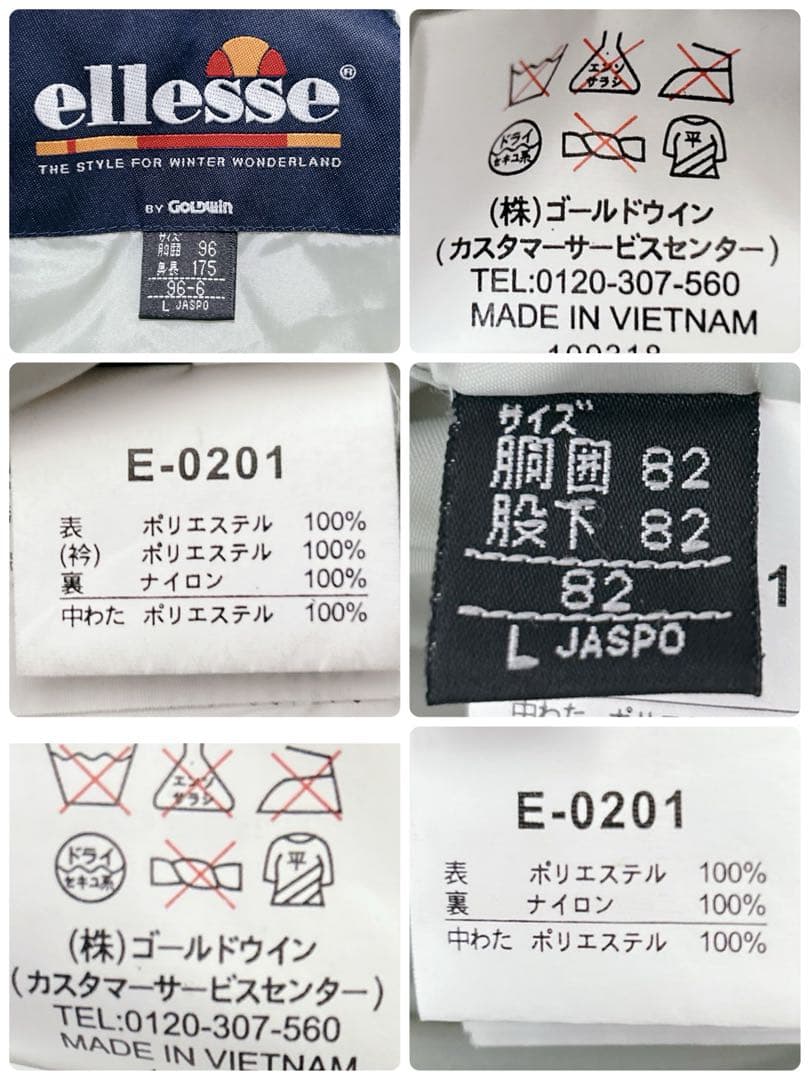 ellesse®
THE STYLE FOR WINTER WONDERLAND
BY GOLDWIN
サイズ
胸囲 96
身長 175
96-6
L JASPO
エンソ
サラシ
ドライ
セキユ系
平
(株)ゴールドウイン
(カスタマーサービスセンター)
TEL:0120-307-560
MADE IN VIETNAM
E-0201
表 ポリエステル 100%
(衿) ポリエステル 100%
裏 ナイロン 100%
中わた ポリエステル 100%
サイズ
胴囲 82
股下 82
82
L JASPO
1
中わた ポリ
エンソ
サラシ
ドライ
セキユ系
平
(株)ゴールドウイン
(カスタマーサービスセンター)
TEL:0120-307-560
MADE IN VIETNAM
E-0201
表 ポリエステル 100%
裏 ナイロン 100%
中わた ポリエステル 100%